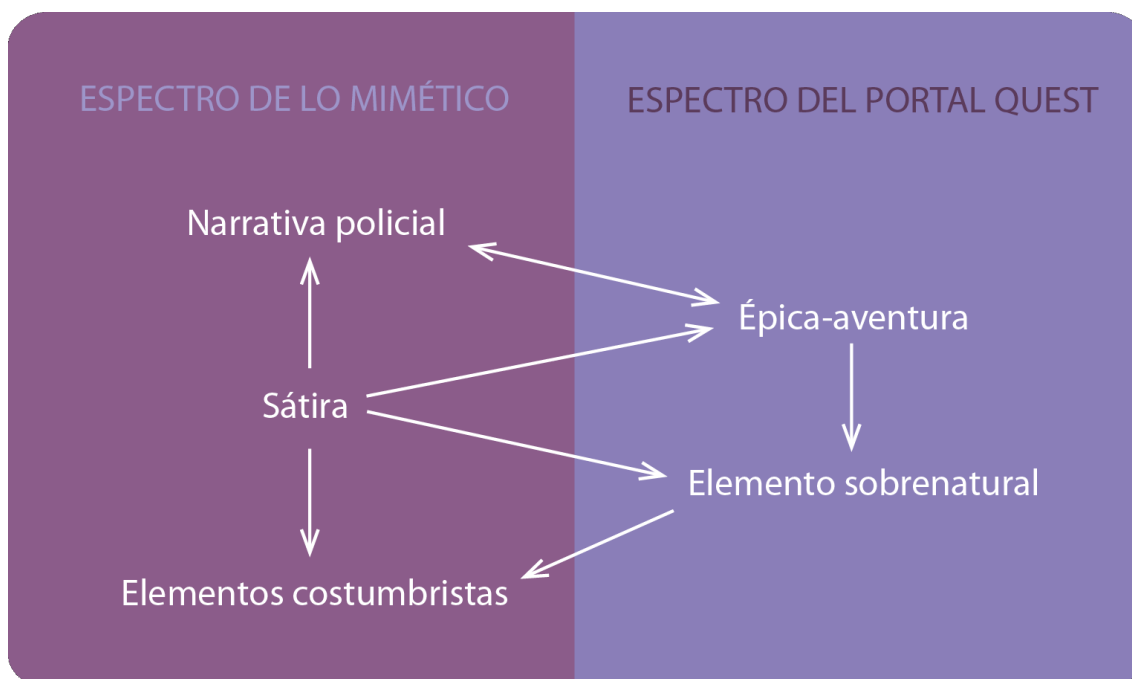 ESPECTRO DE LO MIMÉTICO
ESPECTRO DEL PORTAL QUEST
Narrativa policial
Épica-aventura
Sátira
Elemento sobrenatural
Elementos costumbristas